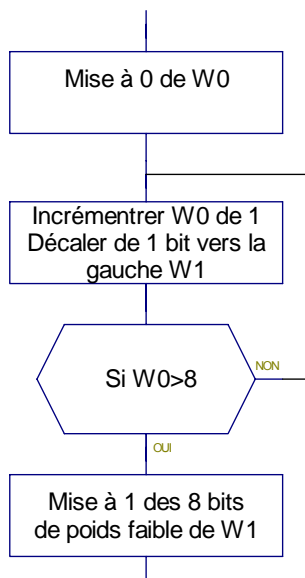 Mise à 0 de W0
Incrémentrer W0 de 1
Décaler de 1 bit vers la
gauche W1
Si W0>8
NON
OUI
Mise à 1 des 8 bits
de poids faible de W1